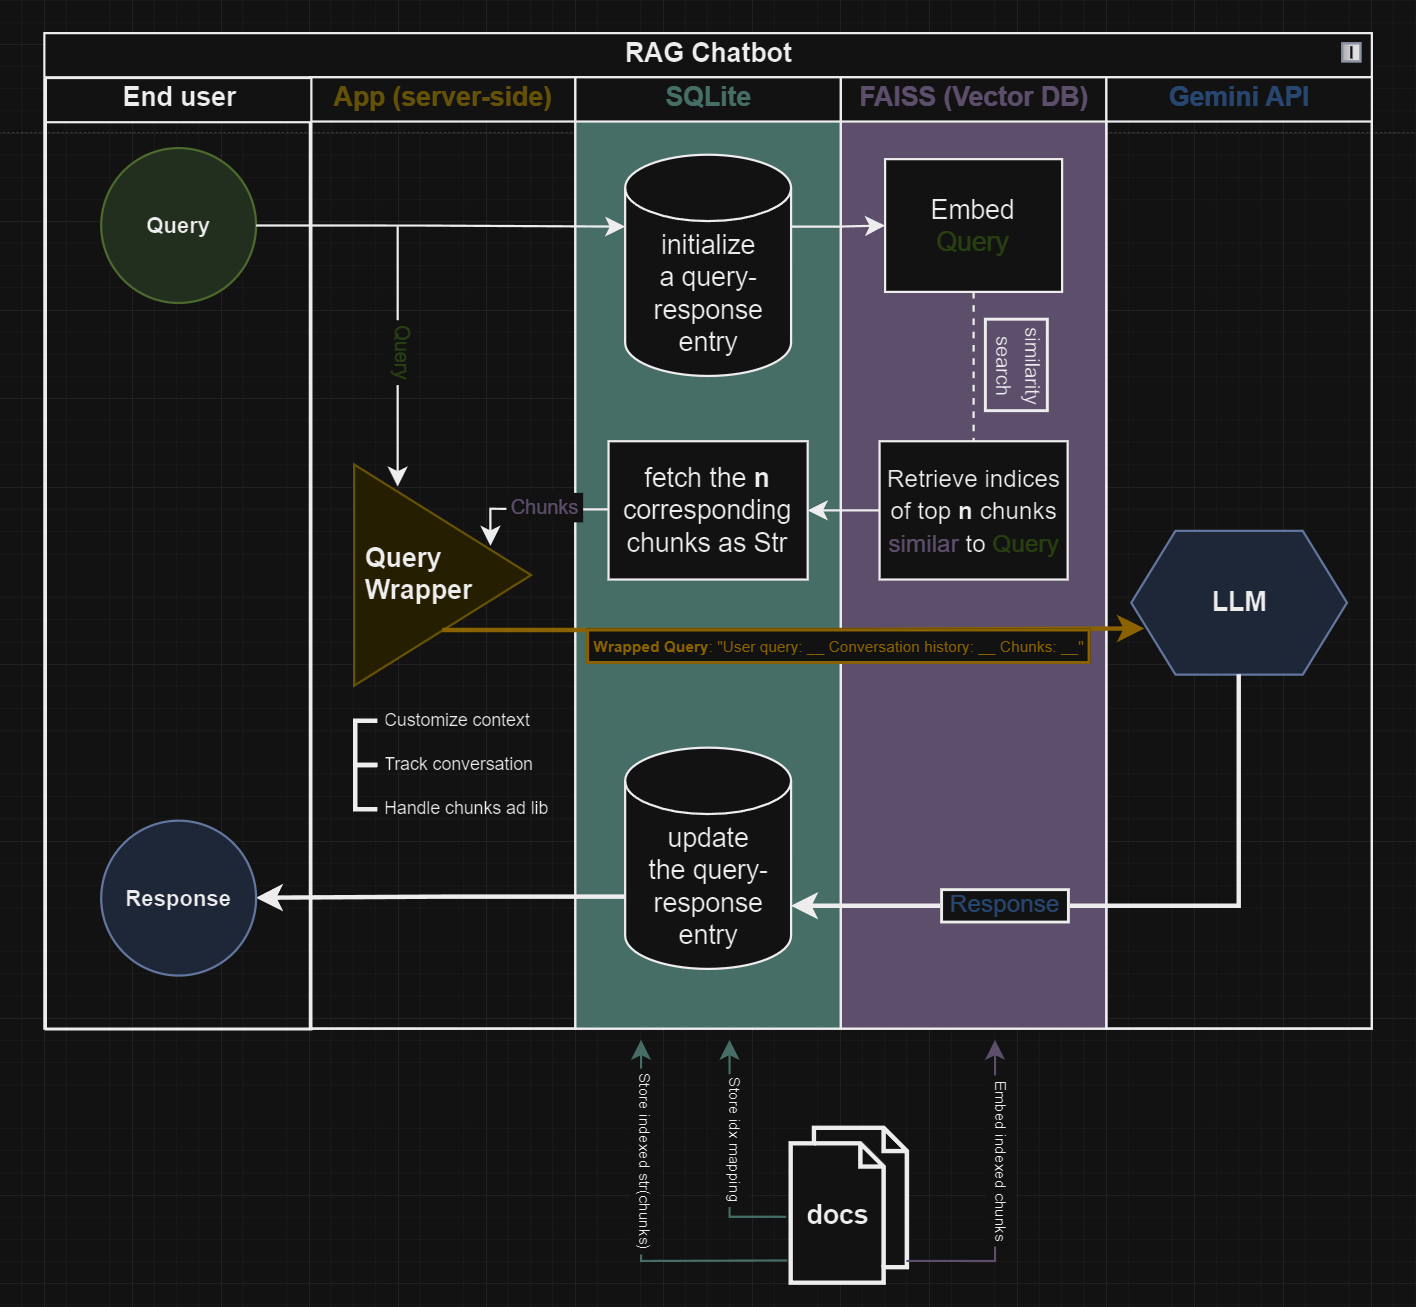 RAG Chatbot
End user
App (server-side)
SQLite
FAISS (Vector DB)
Gemini API
Query
initialize
a query-
response
entry
Embed
Query
Query
similarity
search
Query
Wrapper
Chunks
fetch the n
corresponding
chunks as Str
Retrieve indices
of top n chunks
similar to Query
LLM
Wrapped Query: "User query: __ Conversation history: __ Chunks: __"
Customize context
Track conversation
Handle chunks ad lib
Response
update
the query-
response
entry
Response
Store indexed str(chunks)
Store idx mapping
Embed indexed chunks
docs